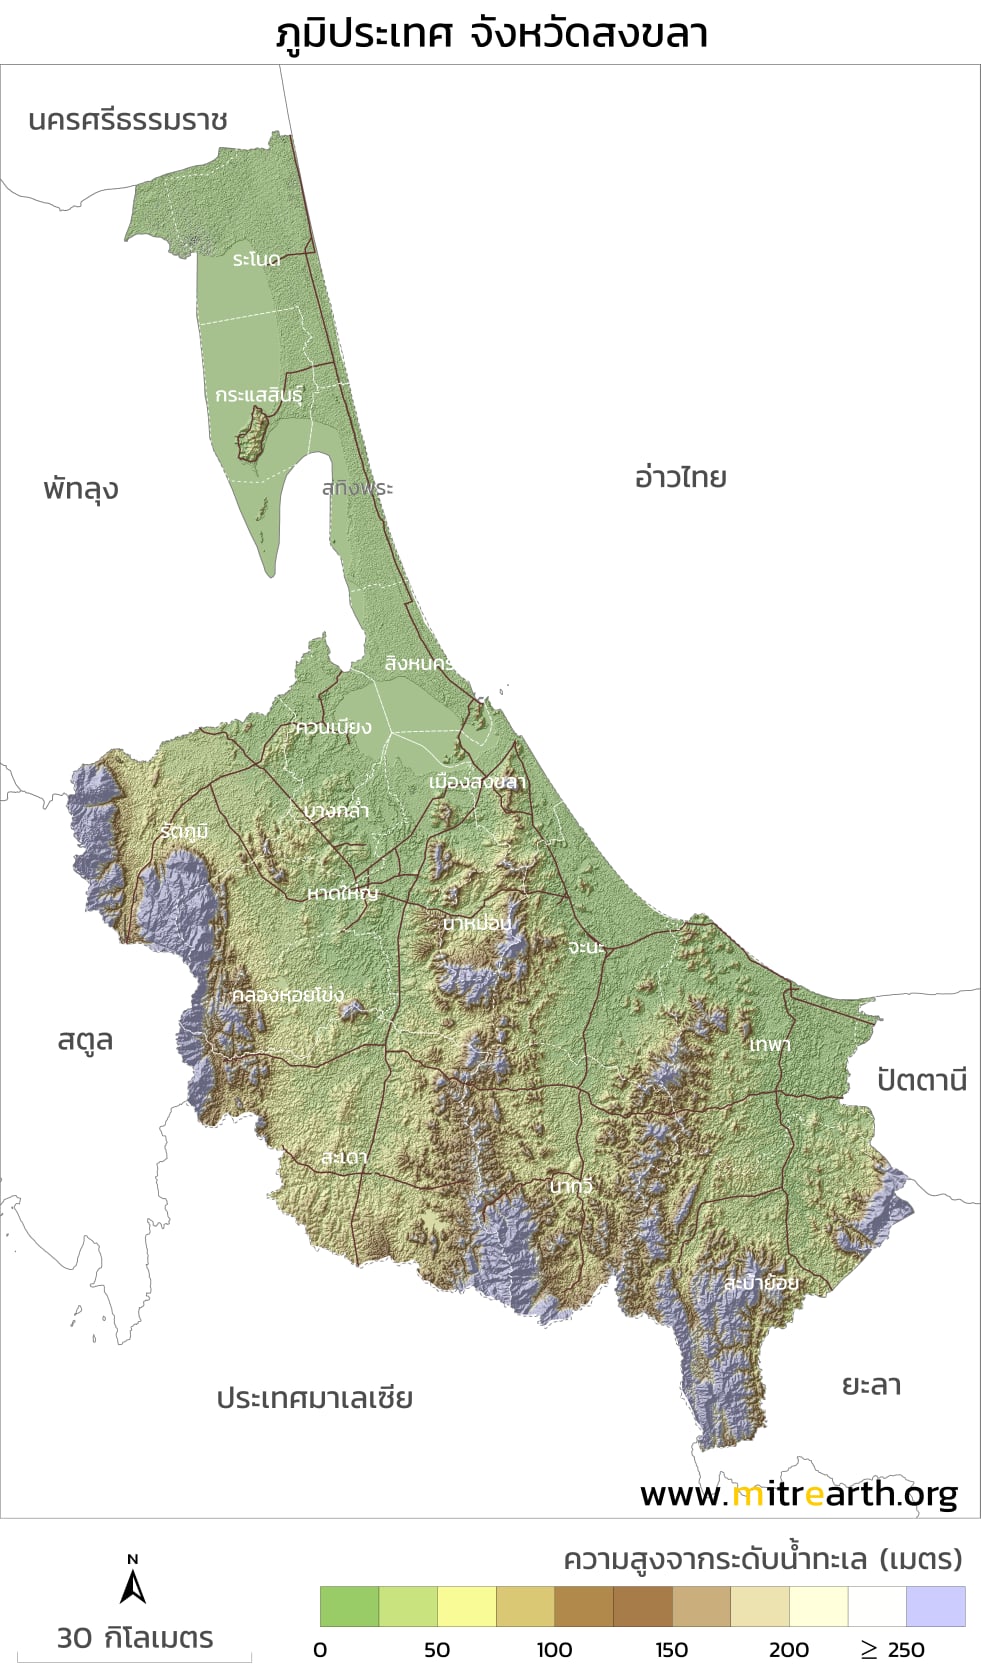 ภูมิประเทศ จังหวัดสงขลา
นครศรีธรรมราช
ระโนด
กระแสสินธุ์
พัทลุง
สทิงพระ
อ่าวไทย
สิงหนคร
ควนเนียง
เมืองสงขลา
บางกล่ำ
รัตภูมิ
หาดใหญ่
นาหม่อม
จะนะ
คลองหอยโข่ง
สตูล
เทพา
ปัตตานี
สะเดา
นาทวี
สะบ้าย้อย
ยะลา
ประเทศมาเลเซีย
www.mitrearth.org
N
30 กิโลเมตร
ความสูงจากระดับน้ำทะเล (เมตร)
0 50 100 150 200 ≥ 250